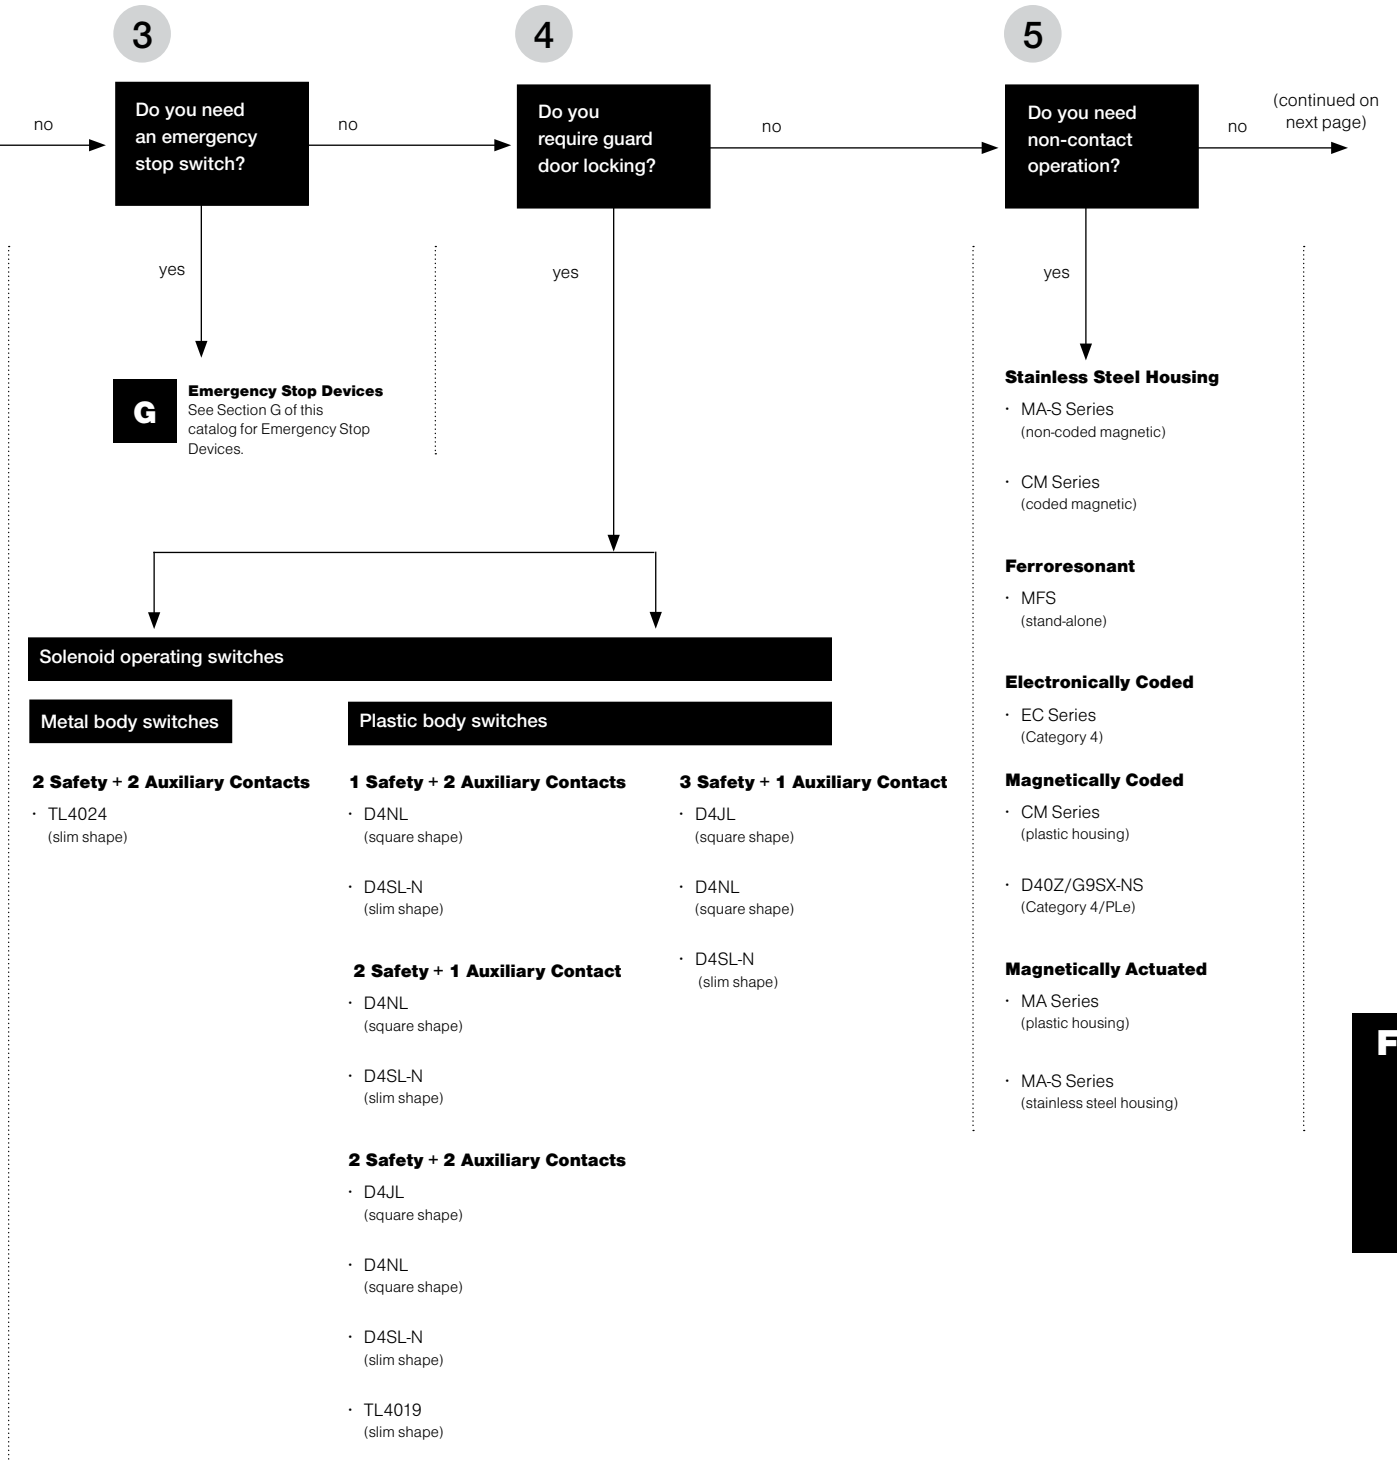 3
4
5
no
Do you need
an emergency
stop switch?
no
Do you
require guard
door locking?
no
Do you need
non-contact
operation?
no
(continued on
next page)
yes
yes
yes
G
Emergency Stop Devices
See Section G of this
catalog for Emergency Stop
Devices.
Solenoid operating switches
Metal body switches
Plastic body switches
2 Safety + 2 Auxiliary Contacts
· TL4024
(slim shape)
1 Safety + 2 Auxiliary Contacts
· D4NL
(square shape)
· D4SL-N
(slim shape)
2 Safety + 1 Auxiliary Contact
· D4NL
(square shape)
· D4SL-N
(slim shape)
2 Safety + 2 Auxiliary Contacts
· D4JL
(square shape)
· D4NL
(square shape)
· D4SL-N
(slim shape)
· TL4019
(slim shape)
3 Safety + 1 Auxiliary Contact
· D4JL
(square shape)
· D4NL
(square shape)
· D4SL-N
(slim shape)
Stainless Steel Housing
· MA-S Series
(non-coded magnetic)
· CM Series
(coded magnetic)
Ferroresonant
· MFS
(stand-alone)
Electronically Coded
· EC Series
(Category 4)
Magnetically Coded
· CM Series
(plastic housing)
· D40Z/G9SX-NS
(Category 4/PLe)
Magnetically Actuated
· MA Series
(plastic housing)
· MA-S Series
(stainless steel housing)
F